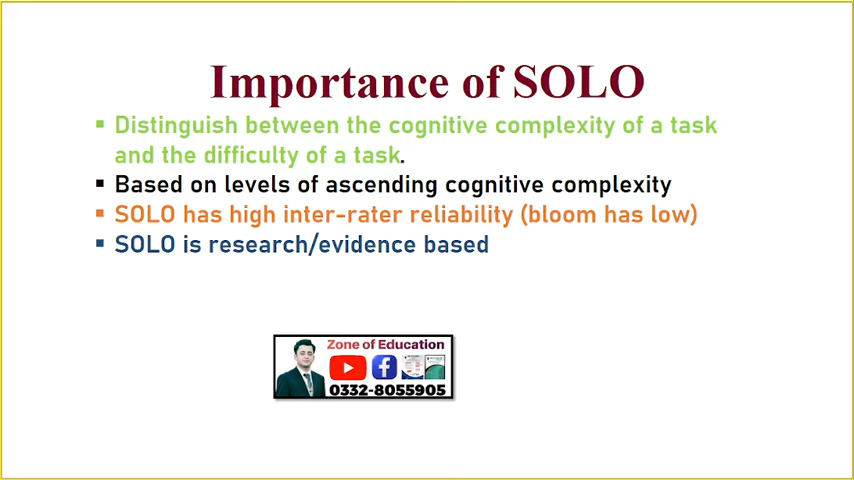 Importance of SOLO
▪ Distinguish between the cognitive complexity of a task
and the difficulty of a task.
▪ Based on levels of ascending cognitive complexity
▪ SOLO has high inter-rater reliability (bloom has low)
▪ SOLO is research/evidence based
Zone of Education
0332-8055905